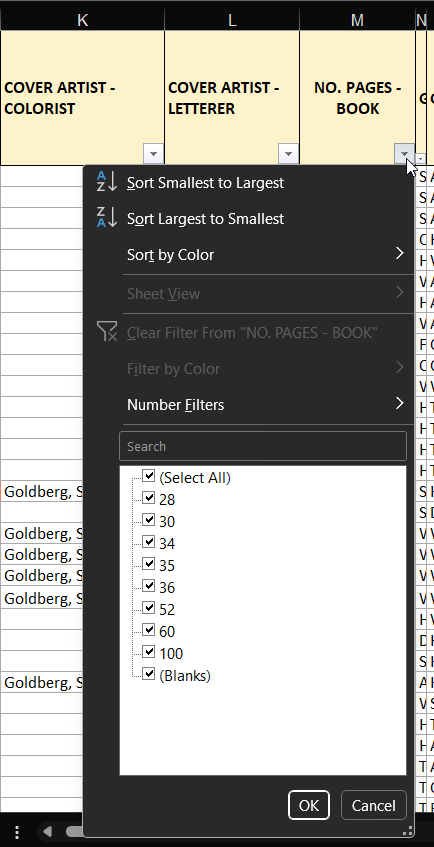 K L M N
COVER ARTIST - COLORIST
COVER ARTIST - LETTERER
NO. PAGES - BOOK
Sort Smallest to Largest
Sort Largest to Smallest
Sort by Color
Sheet View
Clear Filter From "NO. PAGES - BOOK"
Filter by Color
Number Filters
Search
(Select All)
28
30
34
35
36
52
60
100
(Blanks)
Goldberg, S
Goldberg, S
Goldberg, S
Goldberg, S
Goldberg, S
Goldberg, S
OK Cancel